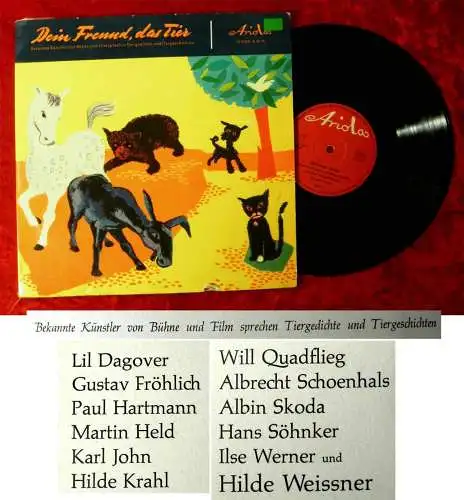 Dein Freund, das Tier
Ariola
Ariola
Bekannte Künstler von Bühne und Film sprechen Tiergedichte und Tiergeschichten
Lil Dagover
Gustav Fröhlich
Paul Hartmann
Martin Held
Karl John
Hilde Krahl
Will Quadflieg
Albrecht Schoenhals
Albin Skoda
Hans Söhnker
Ilse Werner und
Hilde Weissner